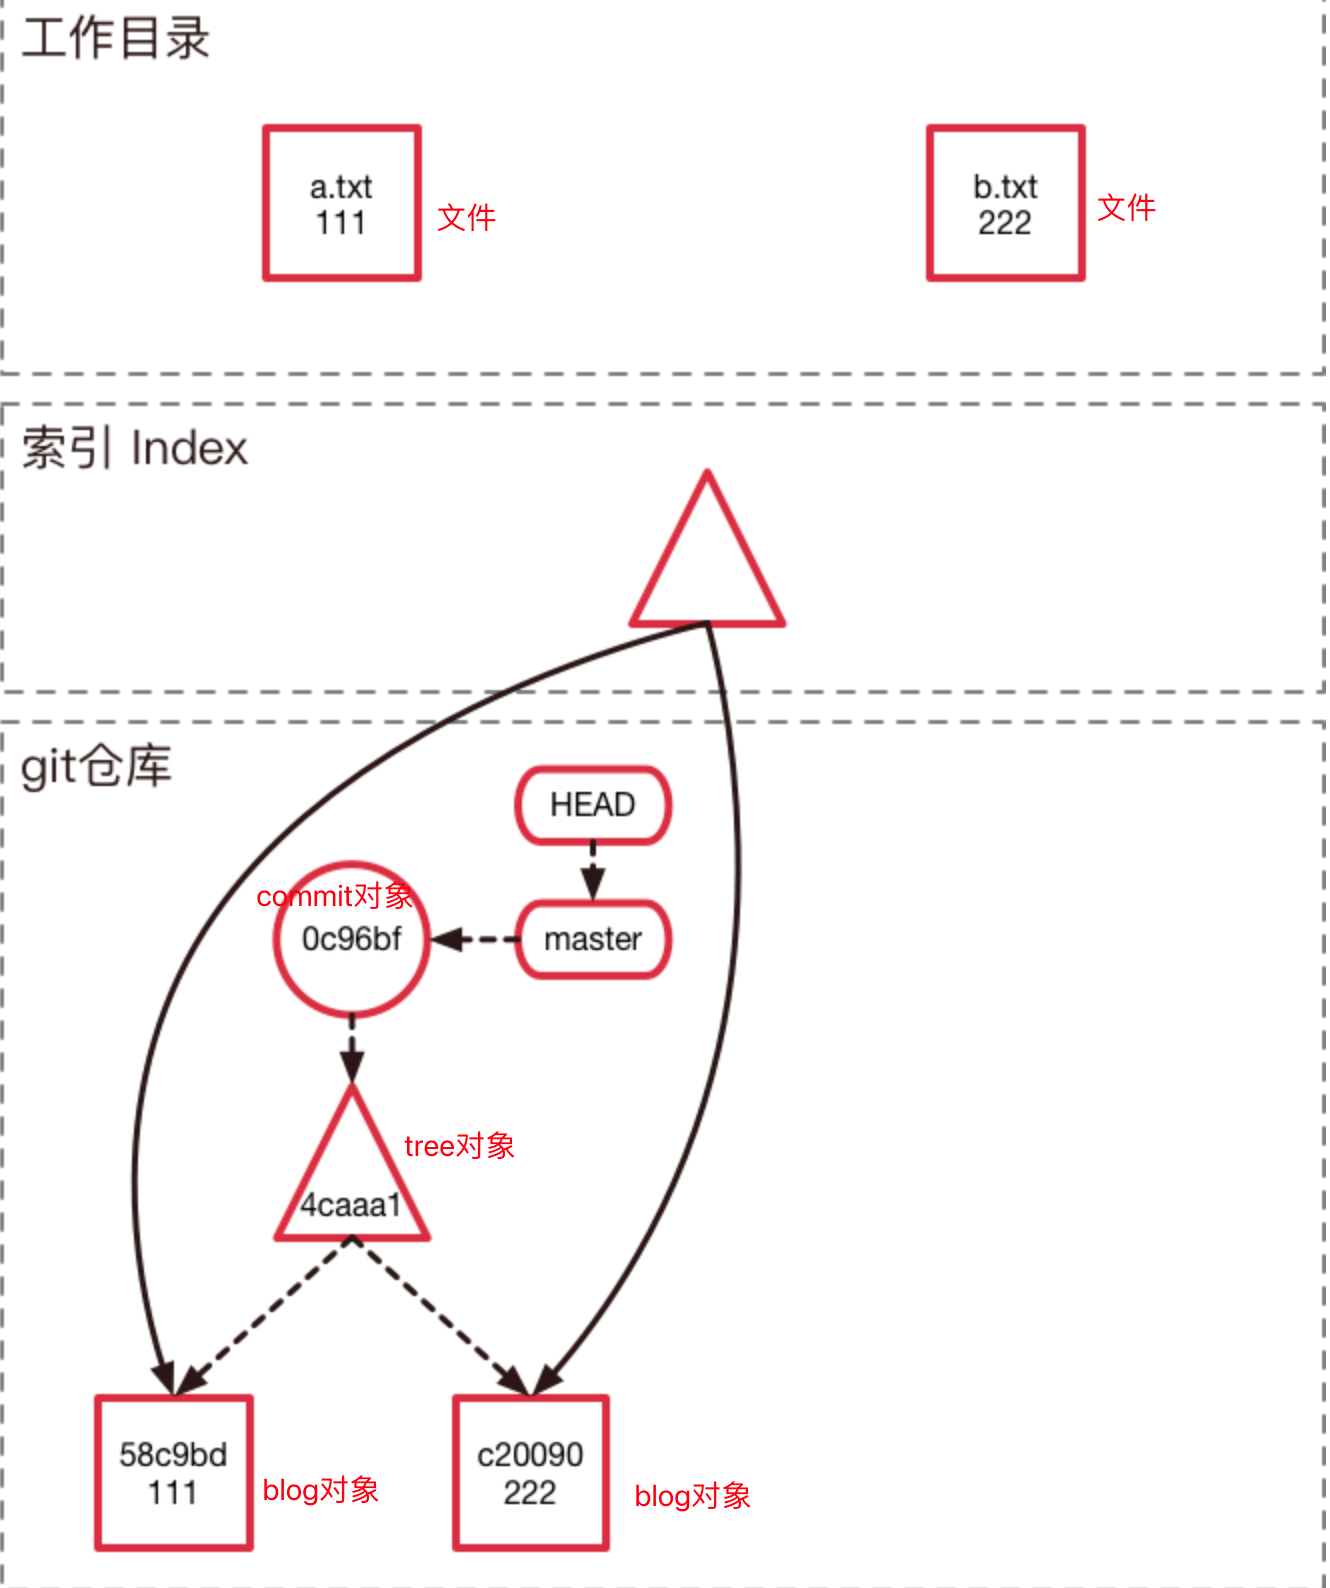 工作目录
a.txt
111
文件
b.txt
222
文件
索引 Index
git仓库
HEAD
commit对象
0c96bf
master
tree对象
4caaa1
58c9bd
111
blog对象
c20090
222
blog对象